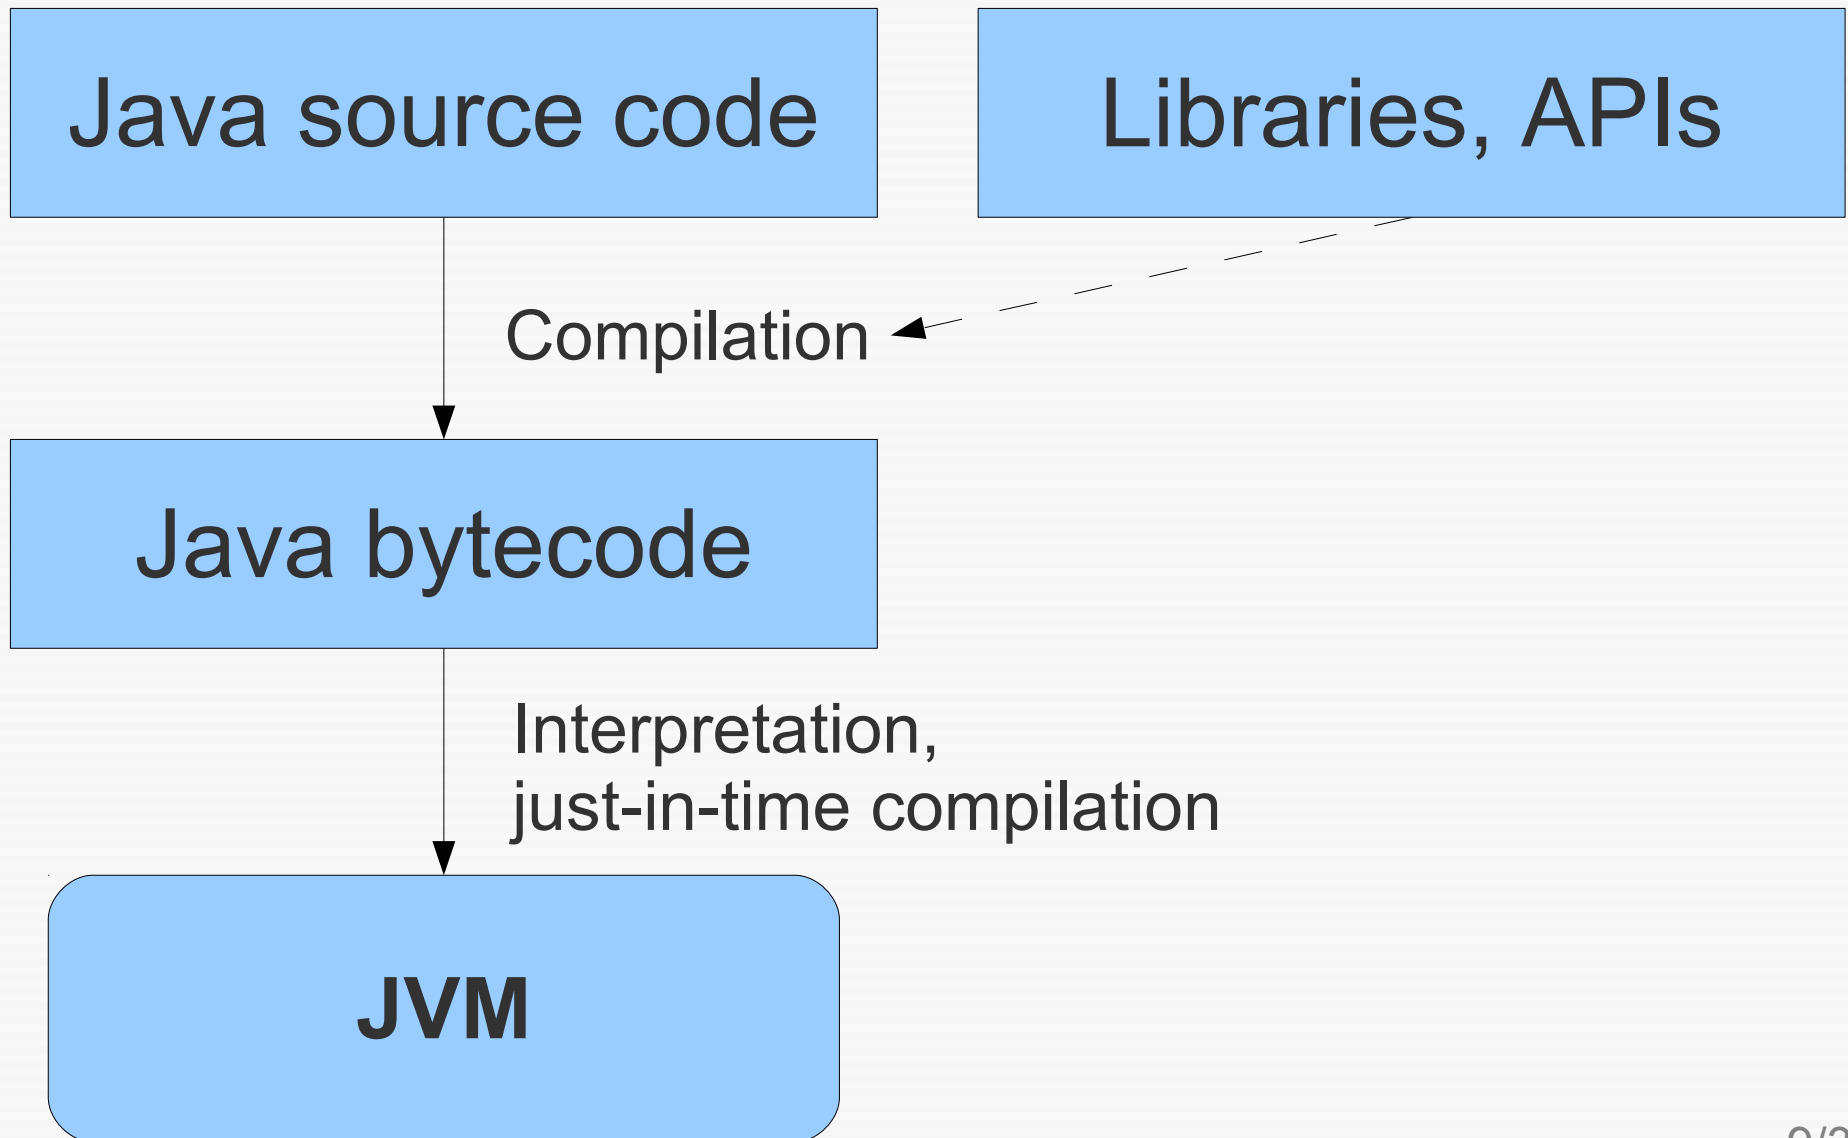 Java source code
Libraries, APIs
Compilation
Java bytecode
Interpretation,
just-in-time compilation
JVM